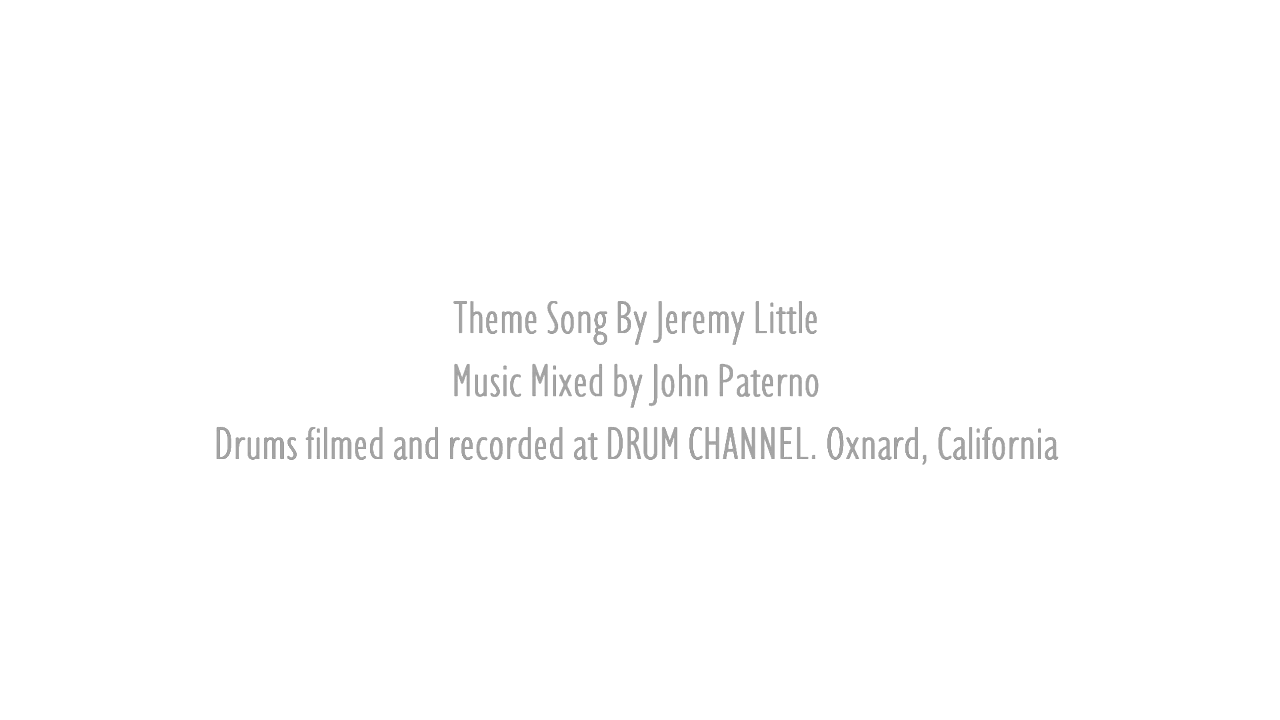 Theme Song By Jeremy Little
Music Mixed by John Paterno
Drums filmed and recorded at DRUM CHANNEL. Oxnard, California